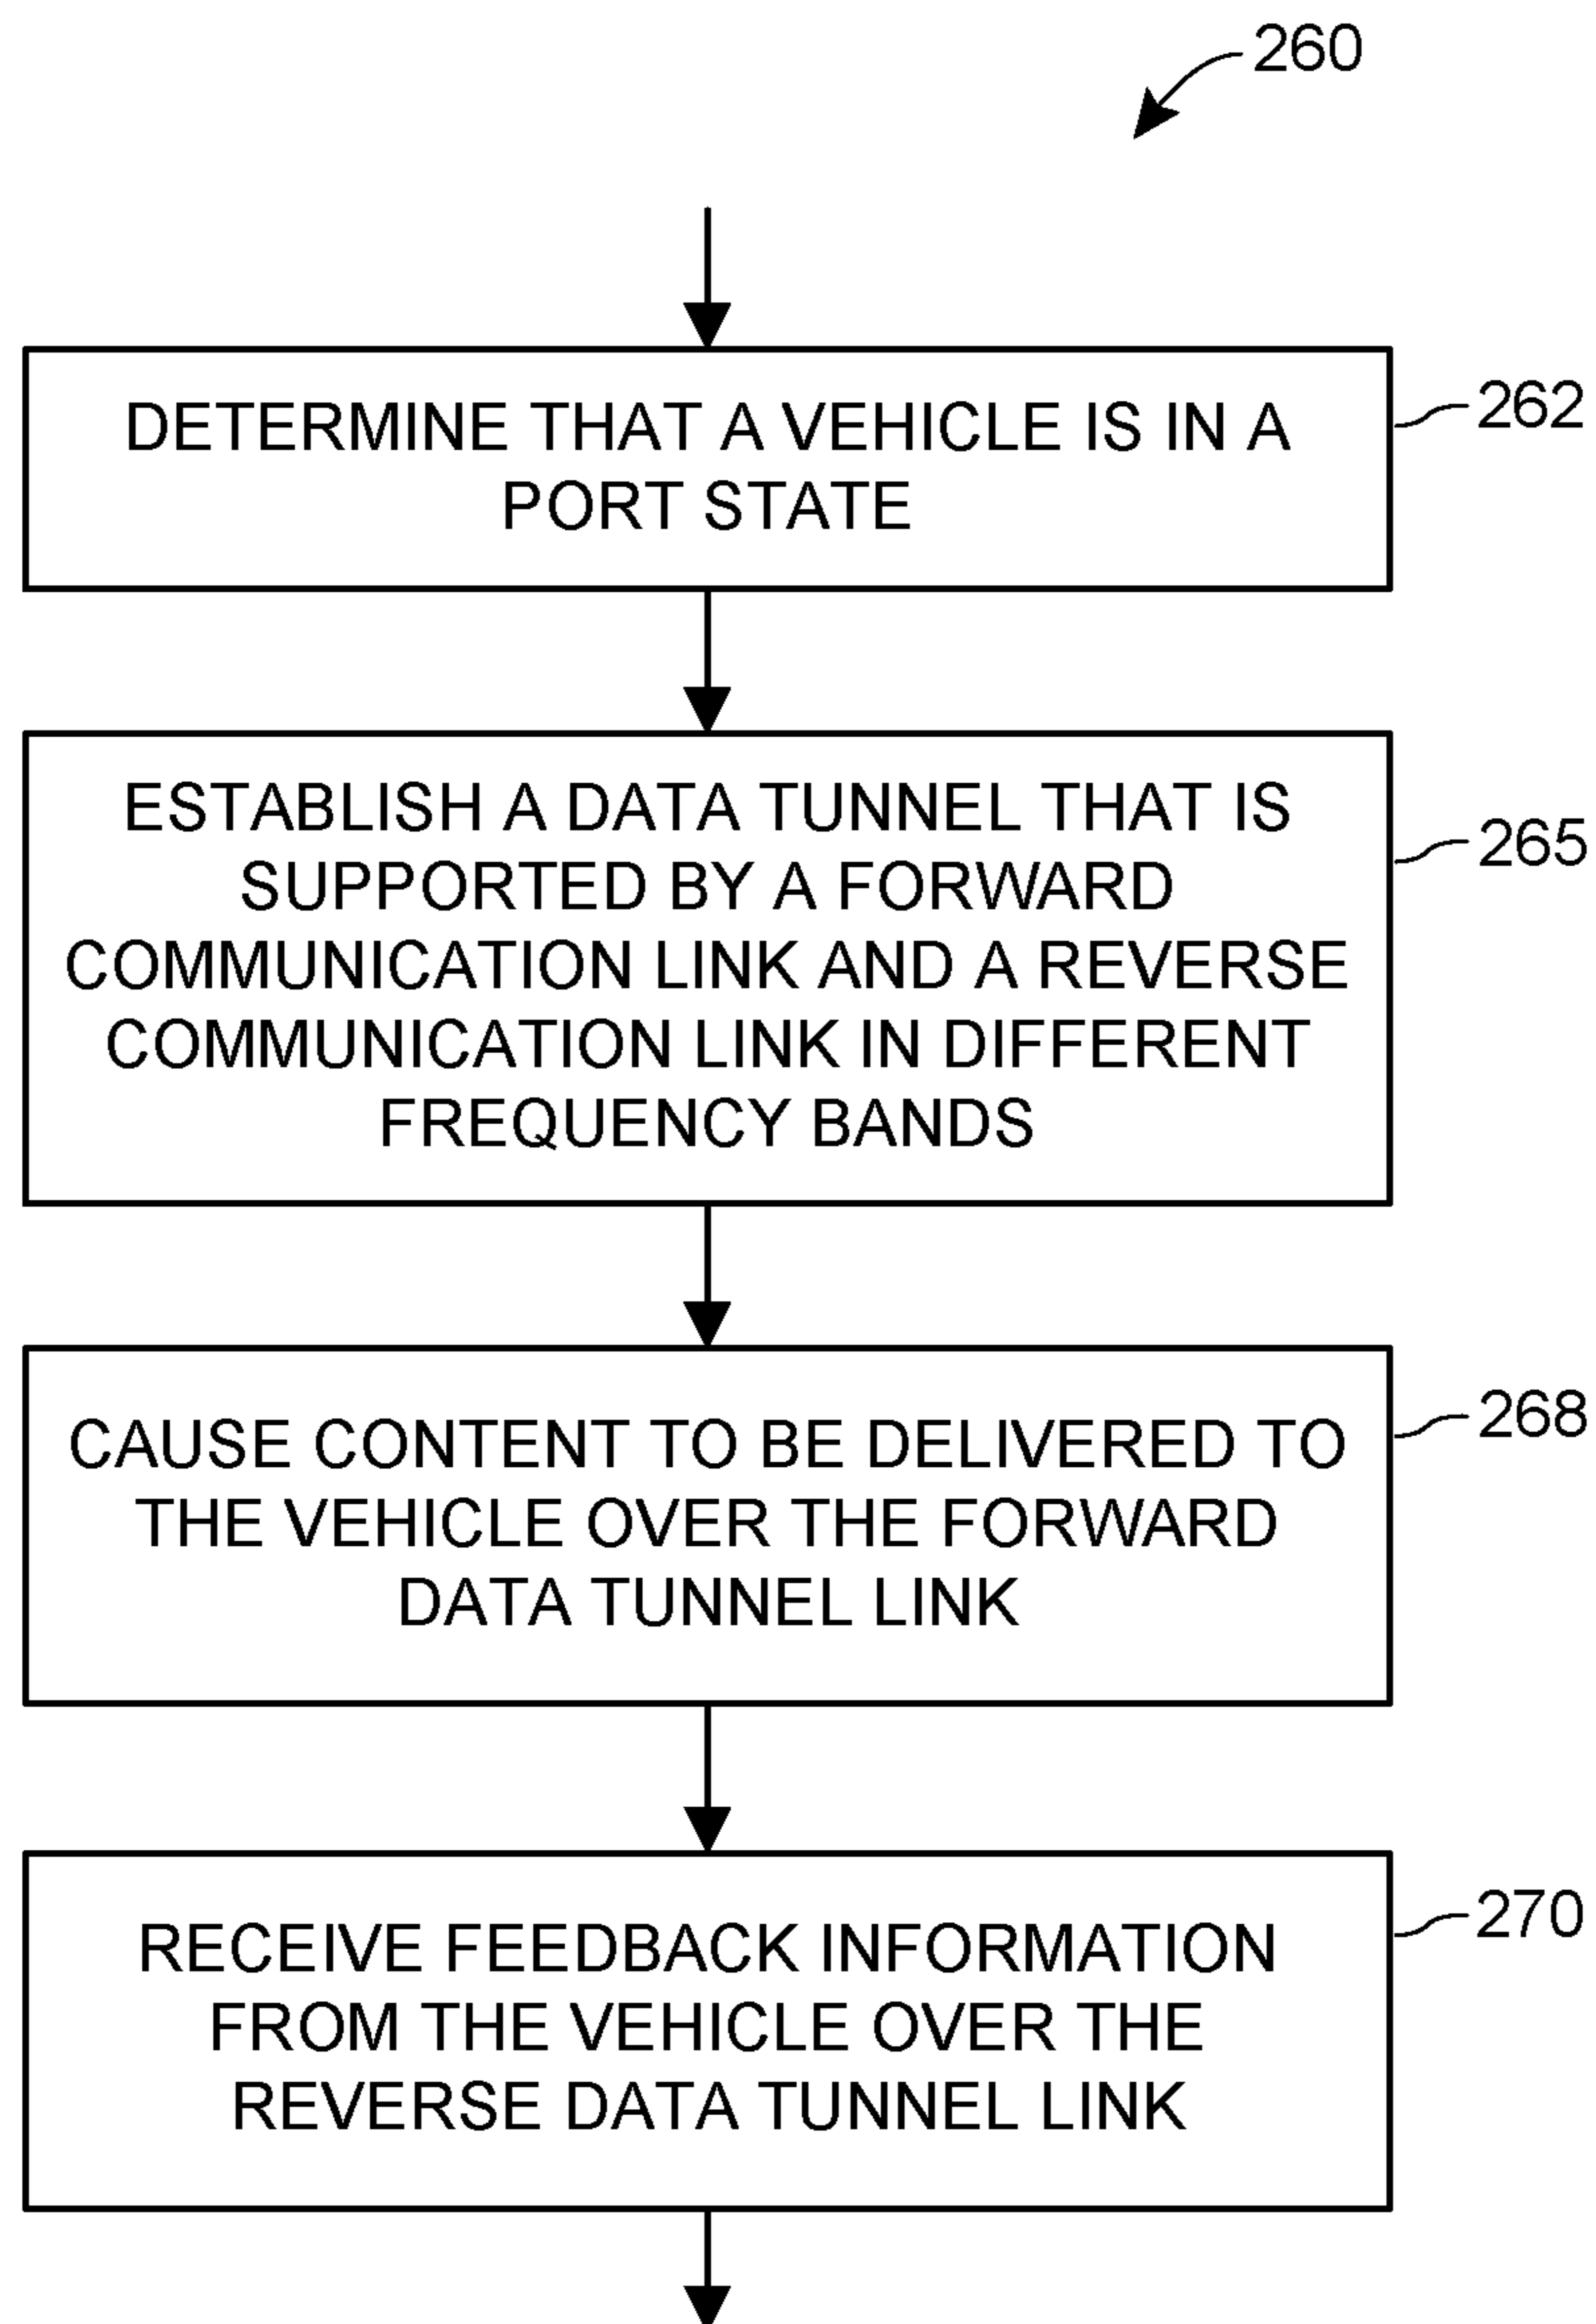 260
DETERMINE THAT A VEHICLE IS IN A
PORT STATE
262
ESTABLISH A DATA TUNNEL THAT IS
SUPPORTED BY A FORWARD
COMMUNICATION LINK AND A REVERSE
COMMUNICATION LINK IN DIFFERENT
FREQUENCY BANDS
265
CAUSE CONTENT TO BE DELIVERED TO
THE VEHICLE OVER THE FORWARD
DATA TUNNEL LINK
268
RECEIVE FEEDBACK INFORMATION
FROM THE VEHICLE OVER THE
REVERSE DATA TUNNEL LINK
270